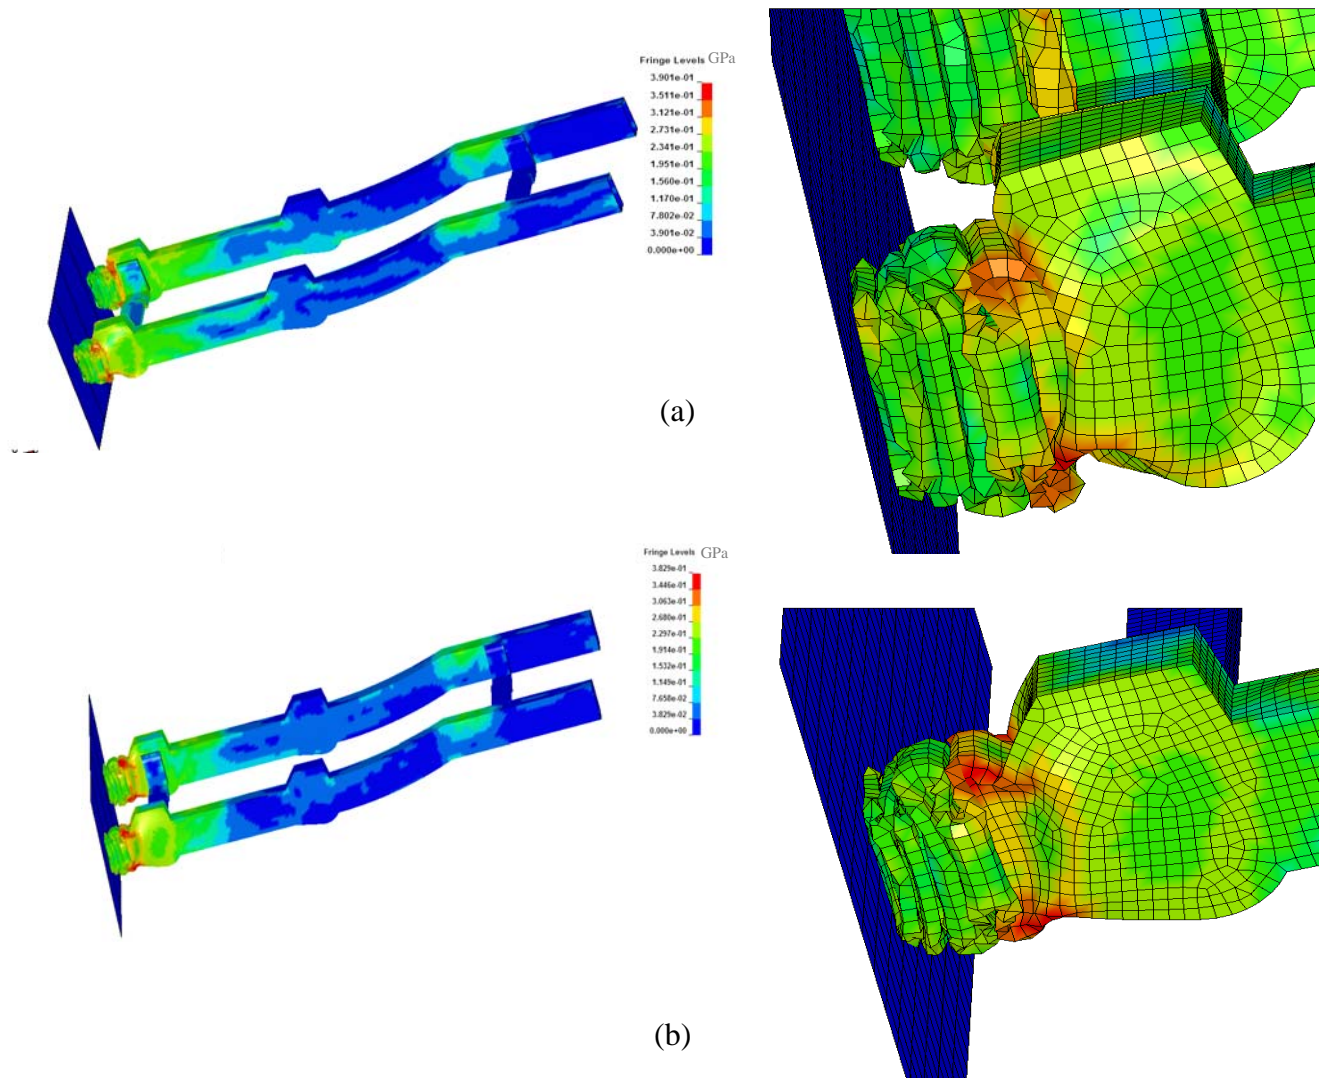 Fringe Levels GPa
3.901e-01
3.511e-01
3.121e-01
2.731e-01
2.341e-01
1.951e-01
1.560e-01
1.170e-01
7.802e-02
3.901e-02
0.000e+00
(a)
Fringe Levels GPa
3.829e-01
3.446e-01
3.063e-01
2.680e-01
2.297e-01
1.914e-01
1.532e-01
1.149e-01
7.658e-02
3.829e-02
0.000e+00
(b)